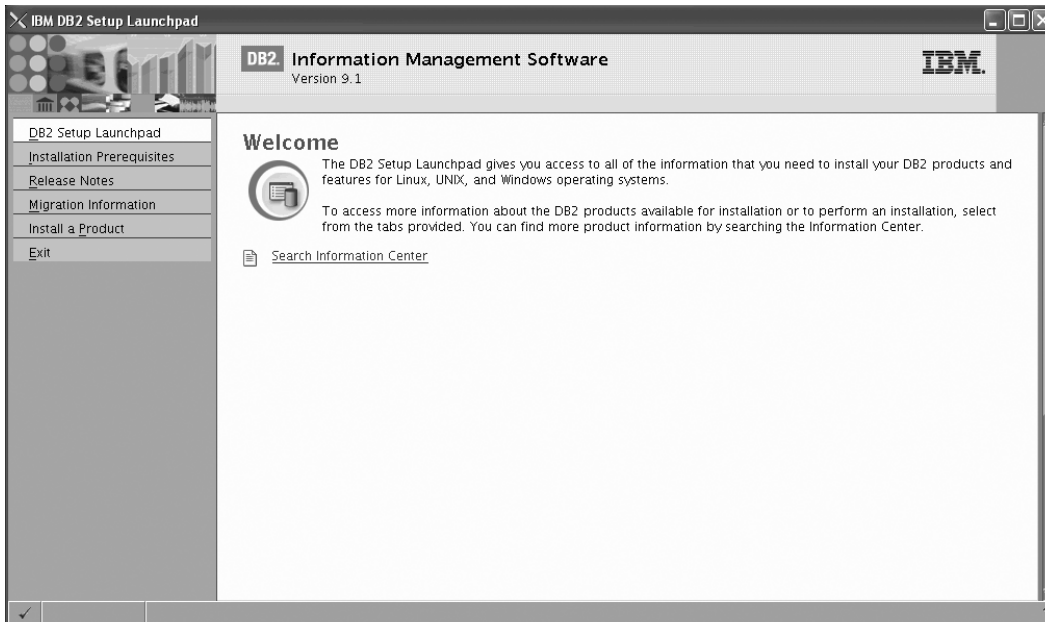 IBM DB2 Setup Launchpad
DB2. Information Management Software
Version 9.1
IBM.
DB2 Setup Launchpad
Installation Prerequisites
Release Notes
Migration Information
Install a Product
Exit
Welcome
The DB2 Setup Launchpad gives you access to all of the information that you need to install your DB2 products and
features for Linux, UNIX, and Windows operating systems.
To access more information about the DB2 products available for installation or to perform an installation, select
from the tabs provided. You can find more product information by searching the Information Center.
Search Information Center